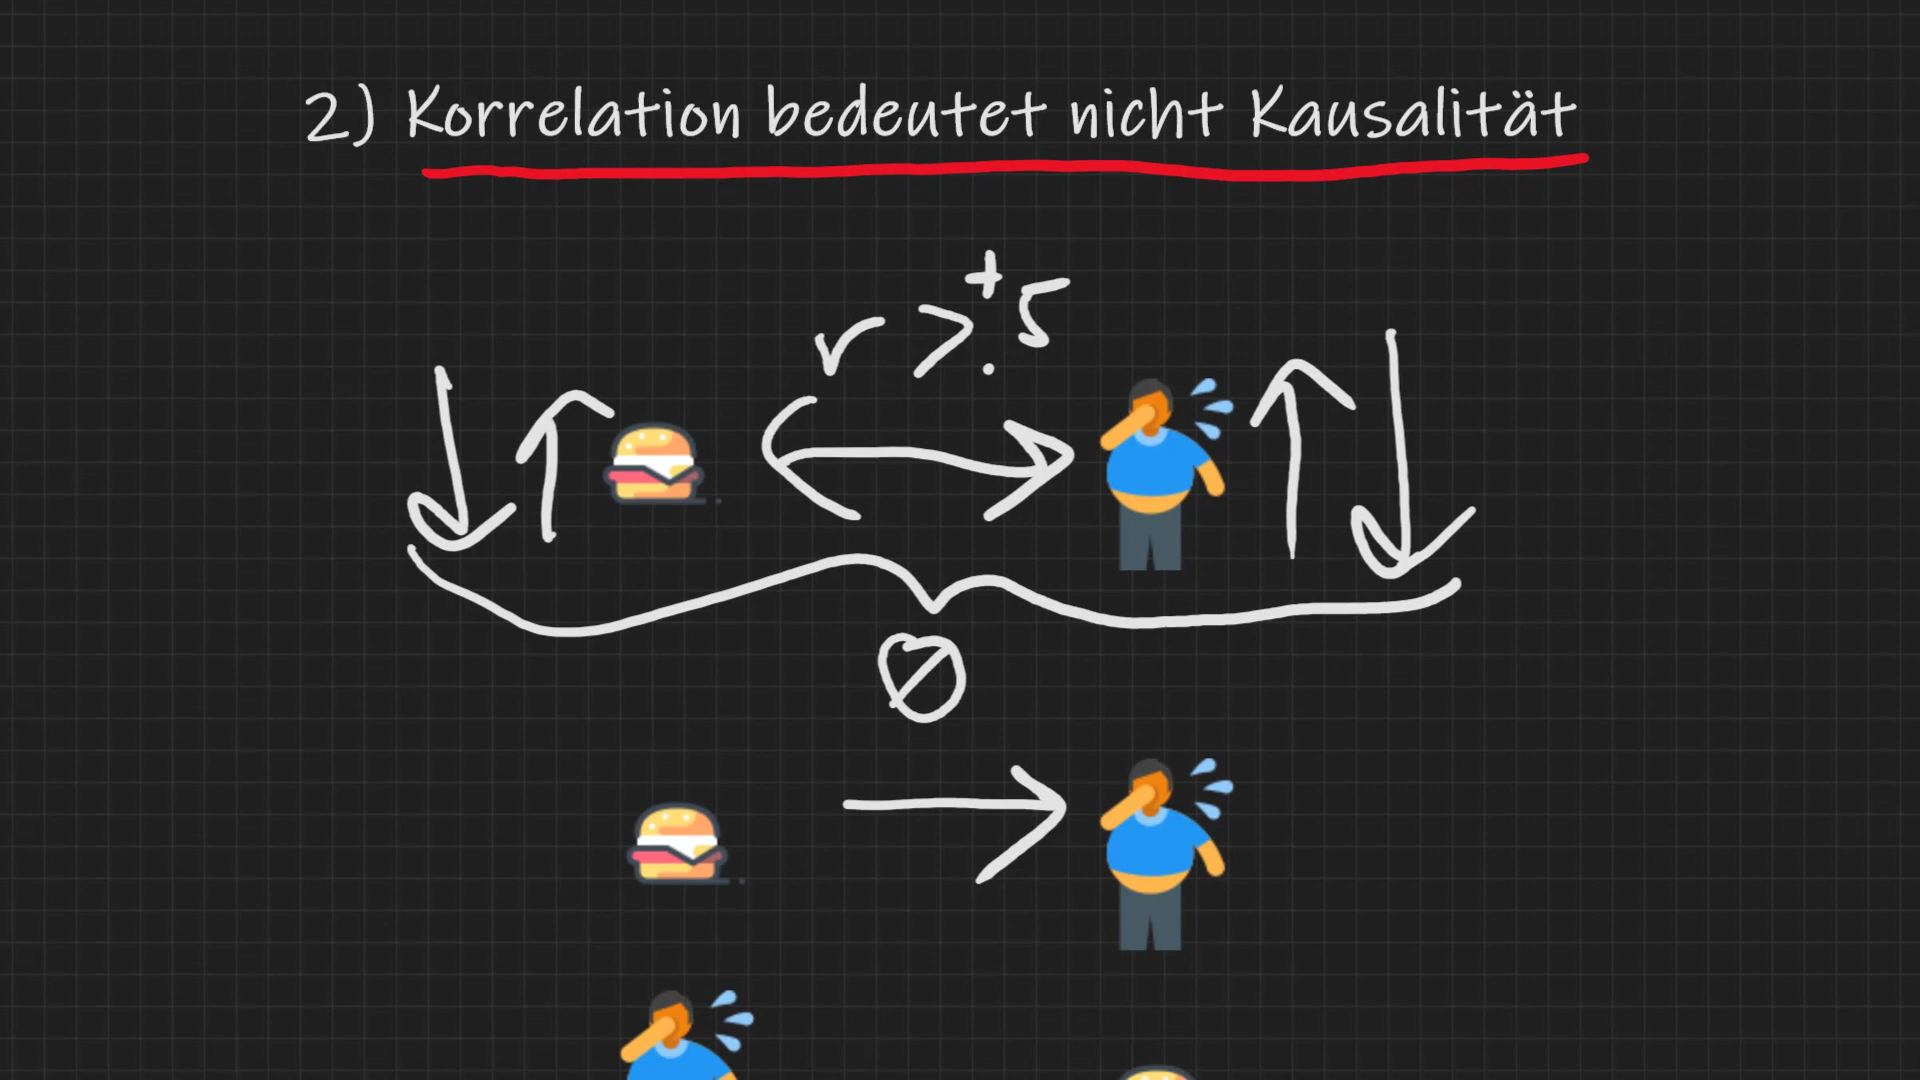 2) Korrelation bedeutet nicht Kausalität
r > +.5
Ø